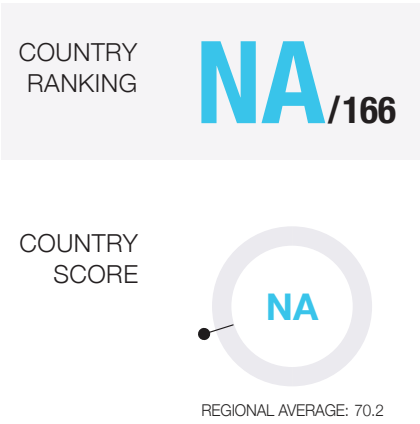 COUNTRY
RANKING
NA/166
COUNTRY
SCORE
NA
REGIONAL AVERAGE: 70.2